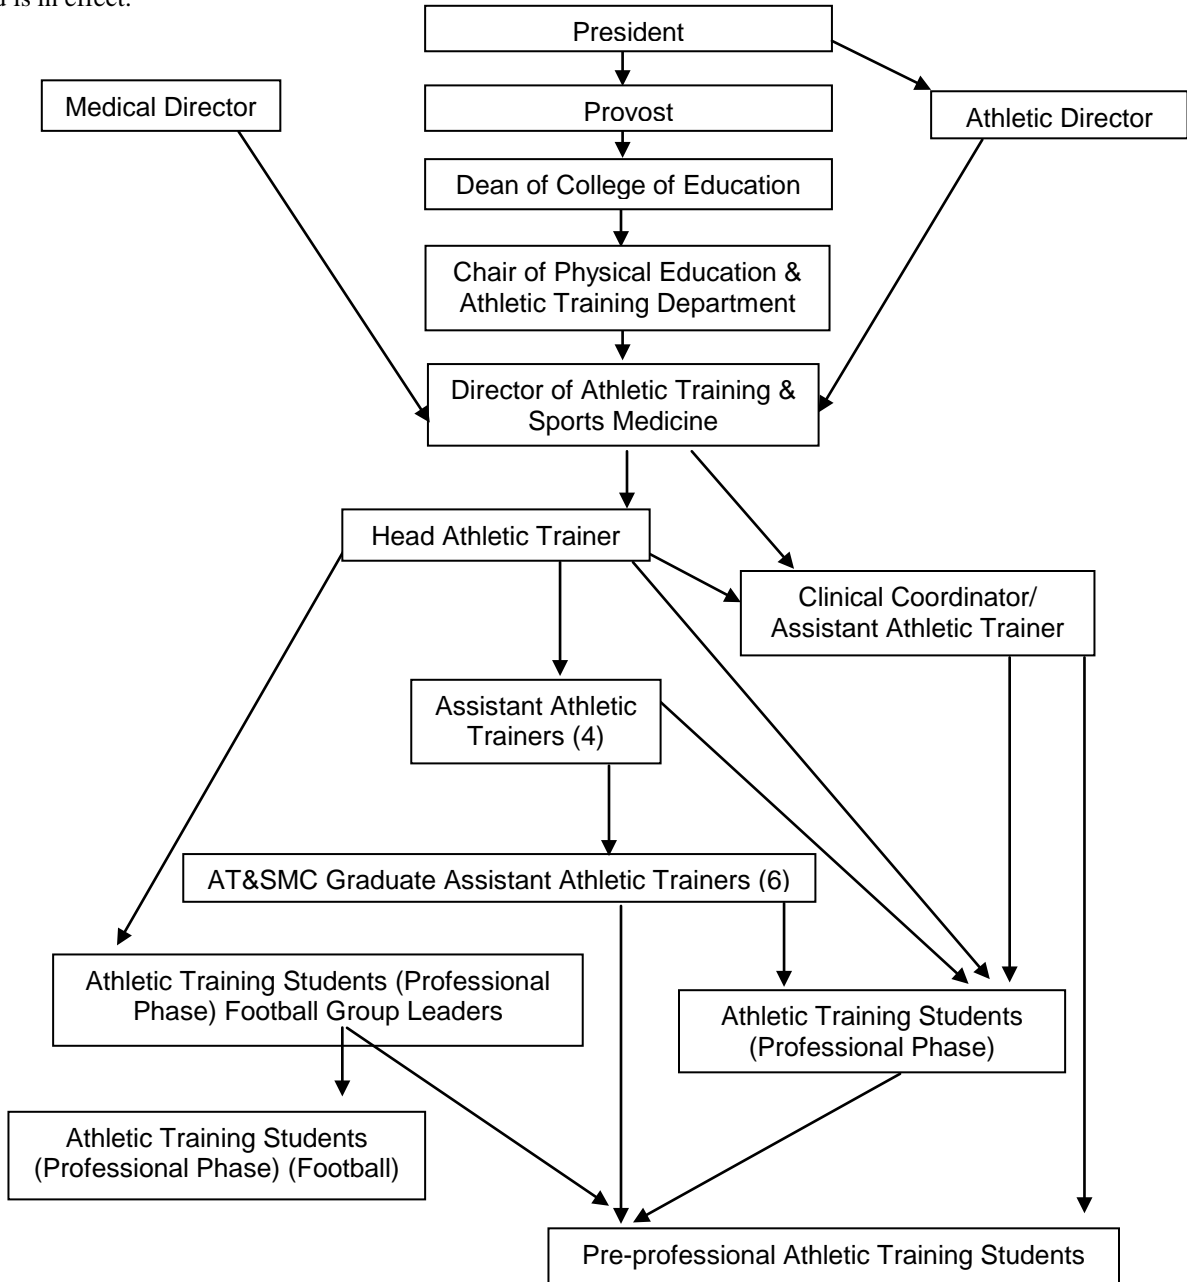 is in effect.
President
Medical Director
Provost
Athletic Director
Dean of College of Education
Chair of Physical Education &
Athletic Training Department
Director of Athletic Training &
Sports Medicine
Head Athletic Trainer
Clinical Coordinator/
Assistant Athletic Trainer
Assistant Athletic
Trainers (4)
AT&SMC Graduate Assistant Athletic Trainers (6)
Athletic Training Students (Professional
Phase) Football Group Leaders
Athletic Training Students
(Professional Phase)
Athletic Training Students
(Professional Phase) (Football)
Pre-professional Athletic Training Students